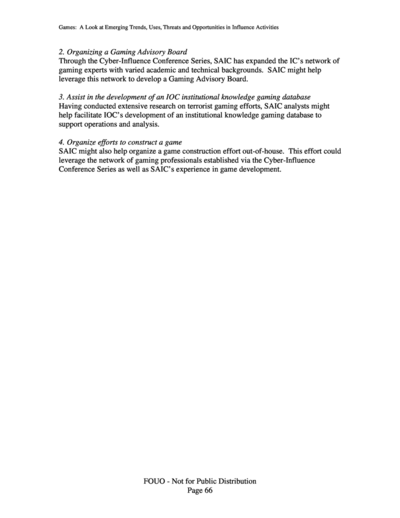 Games: A Look at Emerging Trends, Uses, Threats and Opportunities in Influence Activities
2. Organizing a Gaming Advisory Board
Through the Cyber-Influence Conference Series, SAIC has expanded the IC's network of
gaming experts with varied academic and technical backgrounds. SAIC might help
leverage this network to develop a Gaming Advisory Board.
3. Assist in the development of an IOC institutional knowledge gaming database
Having conducted extensive research on terrorist gaming efforts, SAIC analysts might
help facilitate IOC's development of an institutional knowledge gaming database to
support operations and analysis.
4. Organize efforts to construct a game
SAIC might also help organize a game construction effort out-of-house. This effort could
leverage the network of gaming professionals established via the Cyber-Influence
Conference Series as well as SAIC's experience in game development.
FOUO - Not for Public Distribution
Page 66